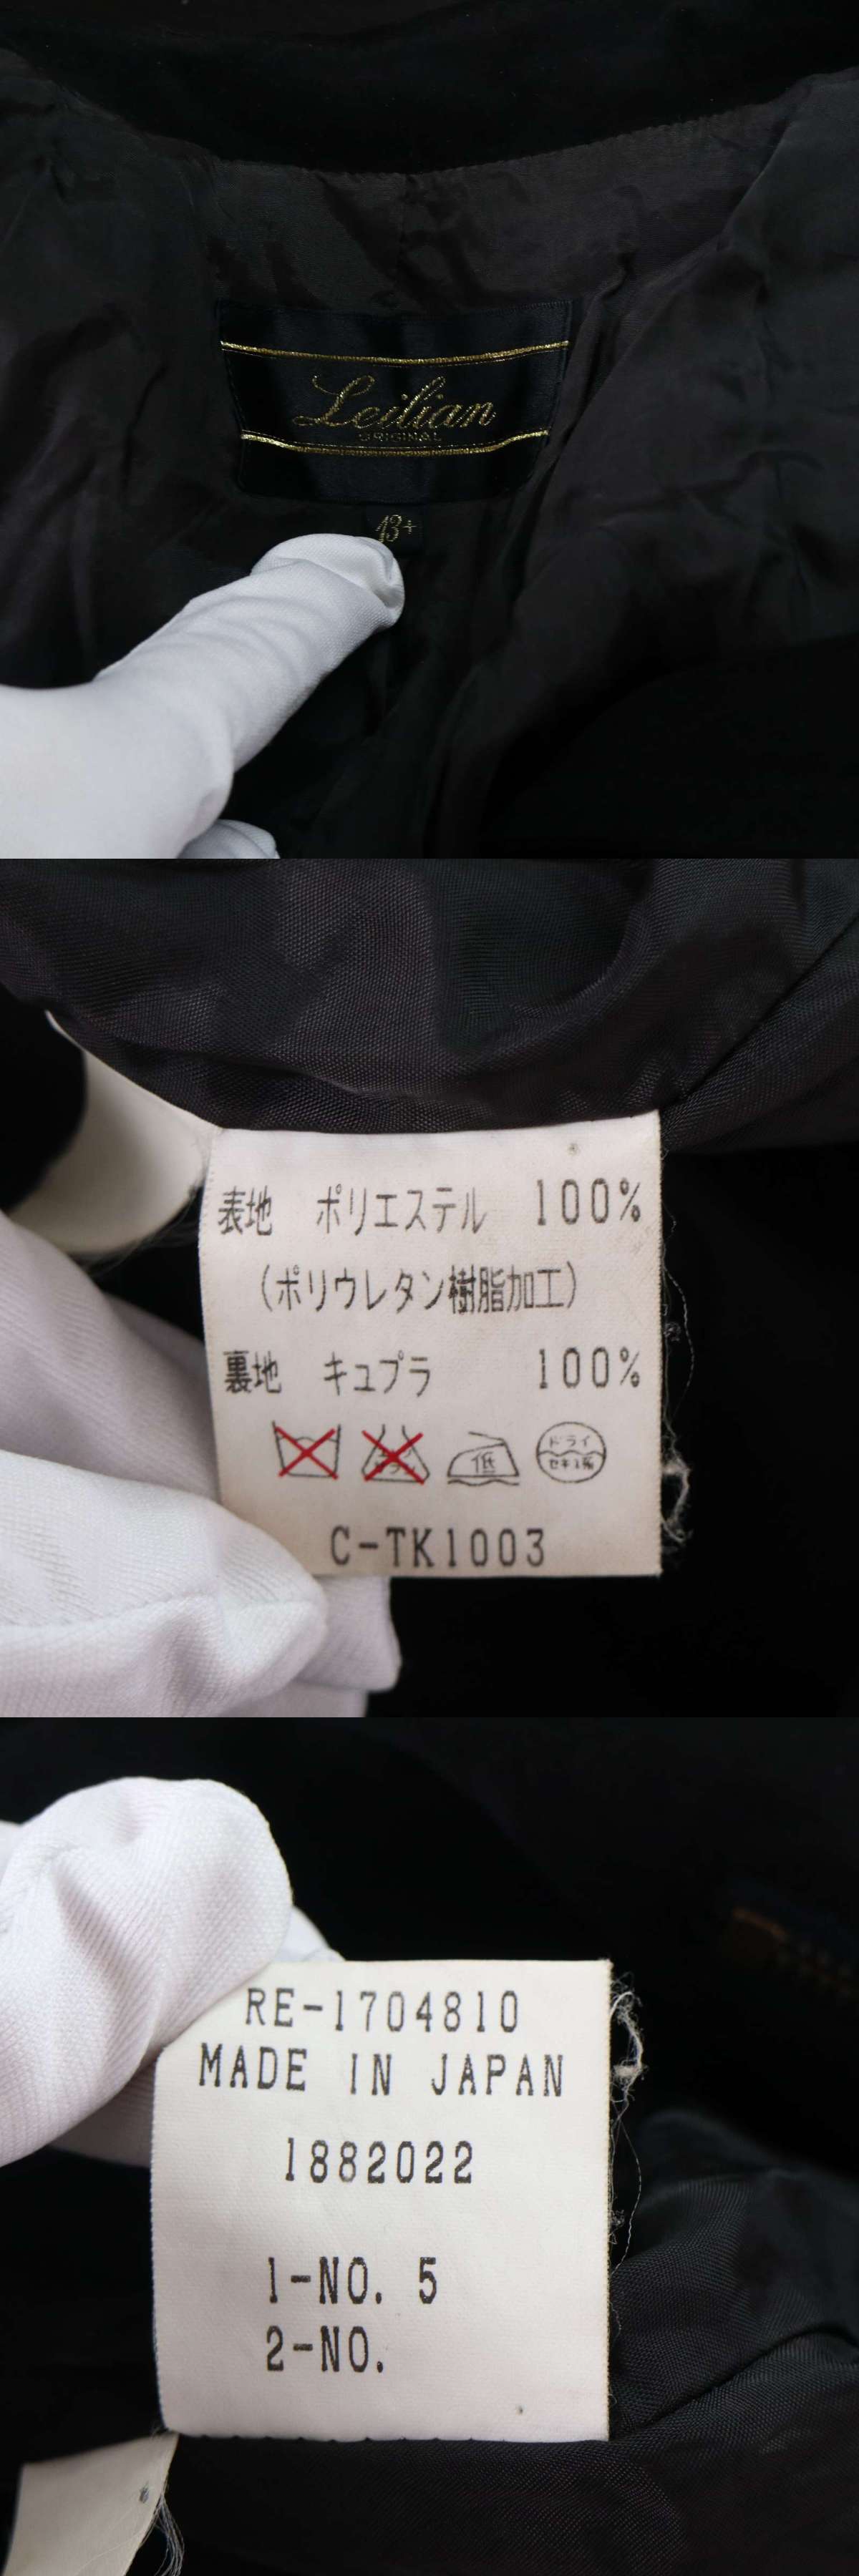 Leilian
ORIGINAL
13+
表地 ポリエステル 100%
(ポリウレタン樹脂加工)
裏地 キュプラ 100%
低
ドライ
セキユ系
C-TK1003
RE-1704810
MADE IN JAPAN
1882022
1-NO. 5
2-NO.